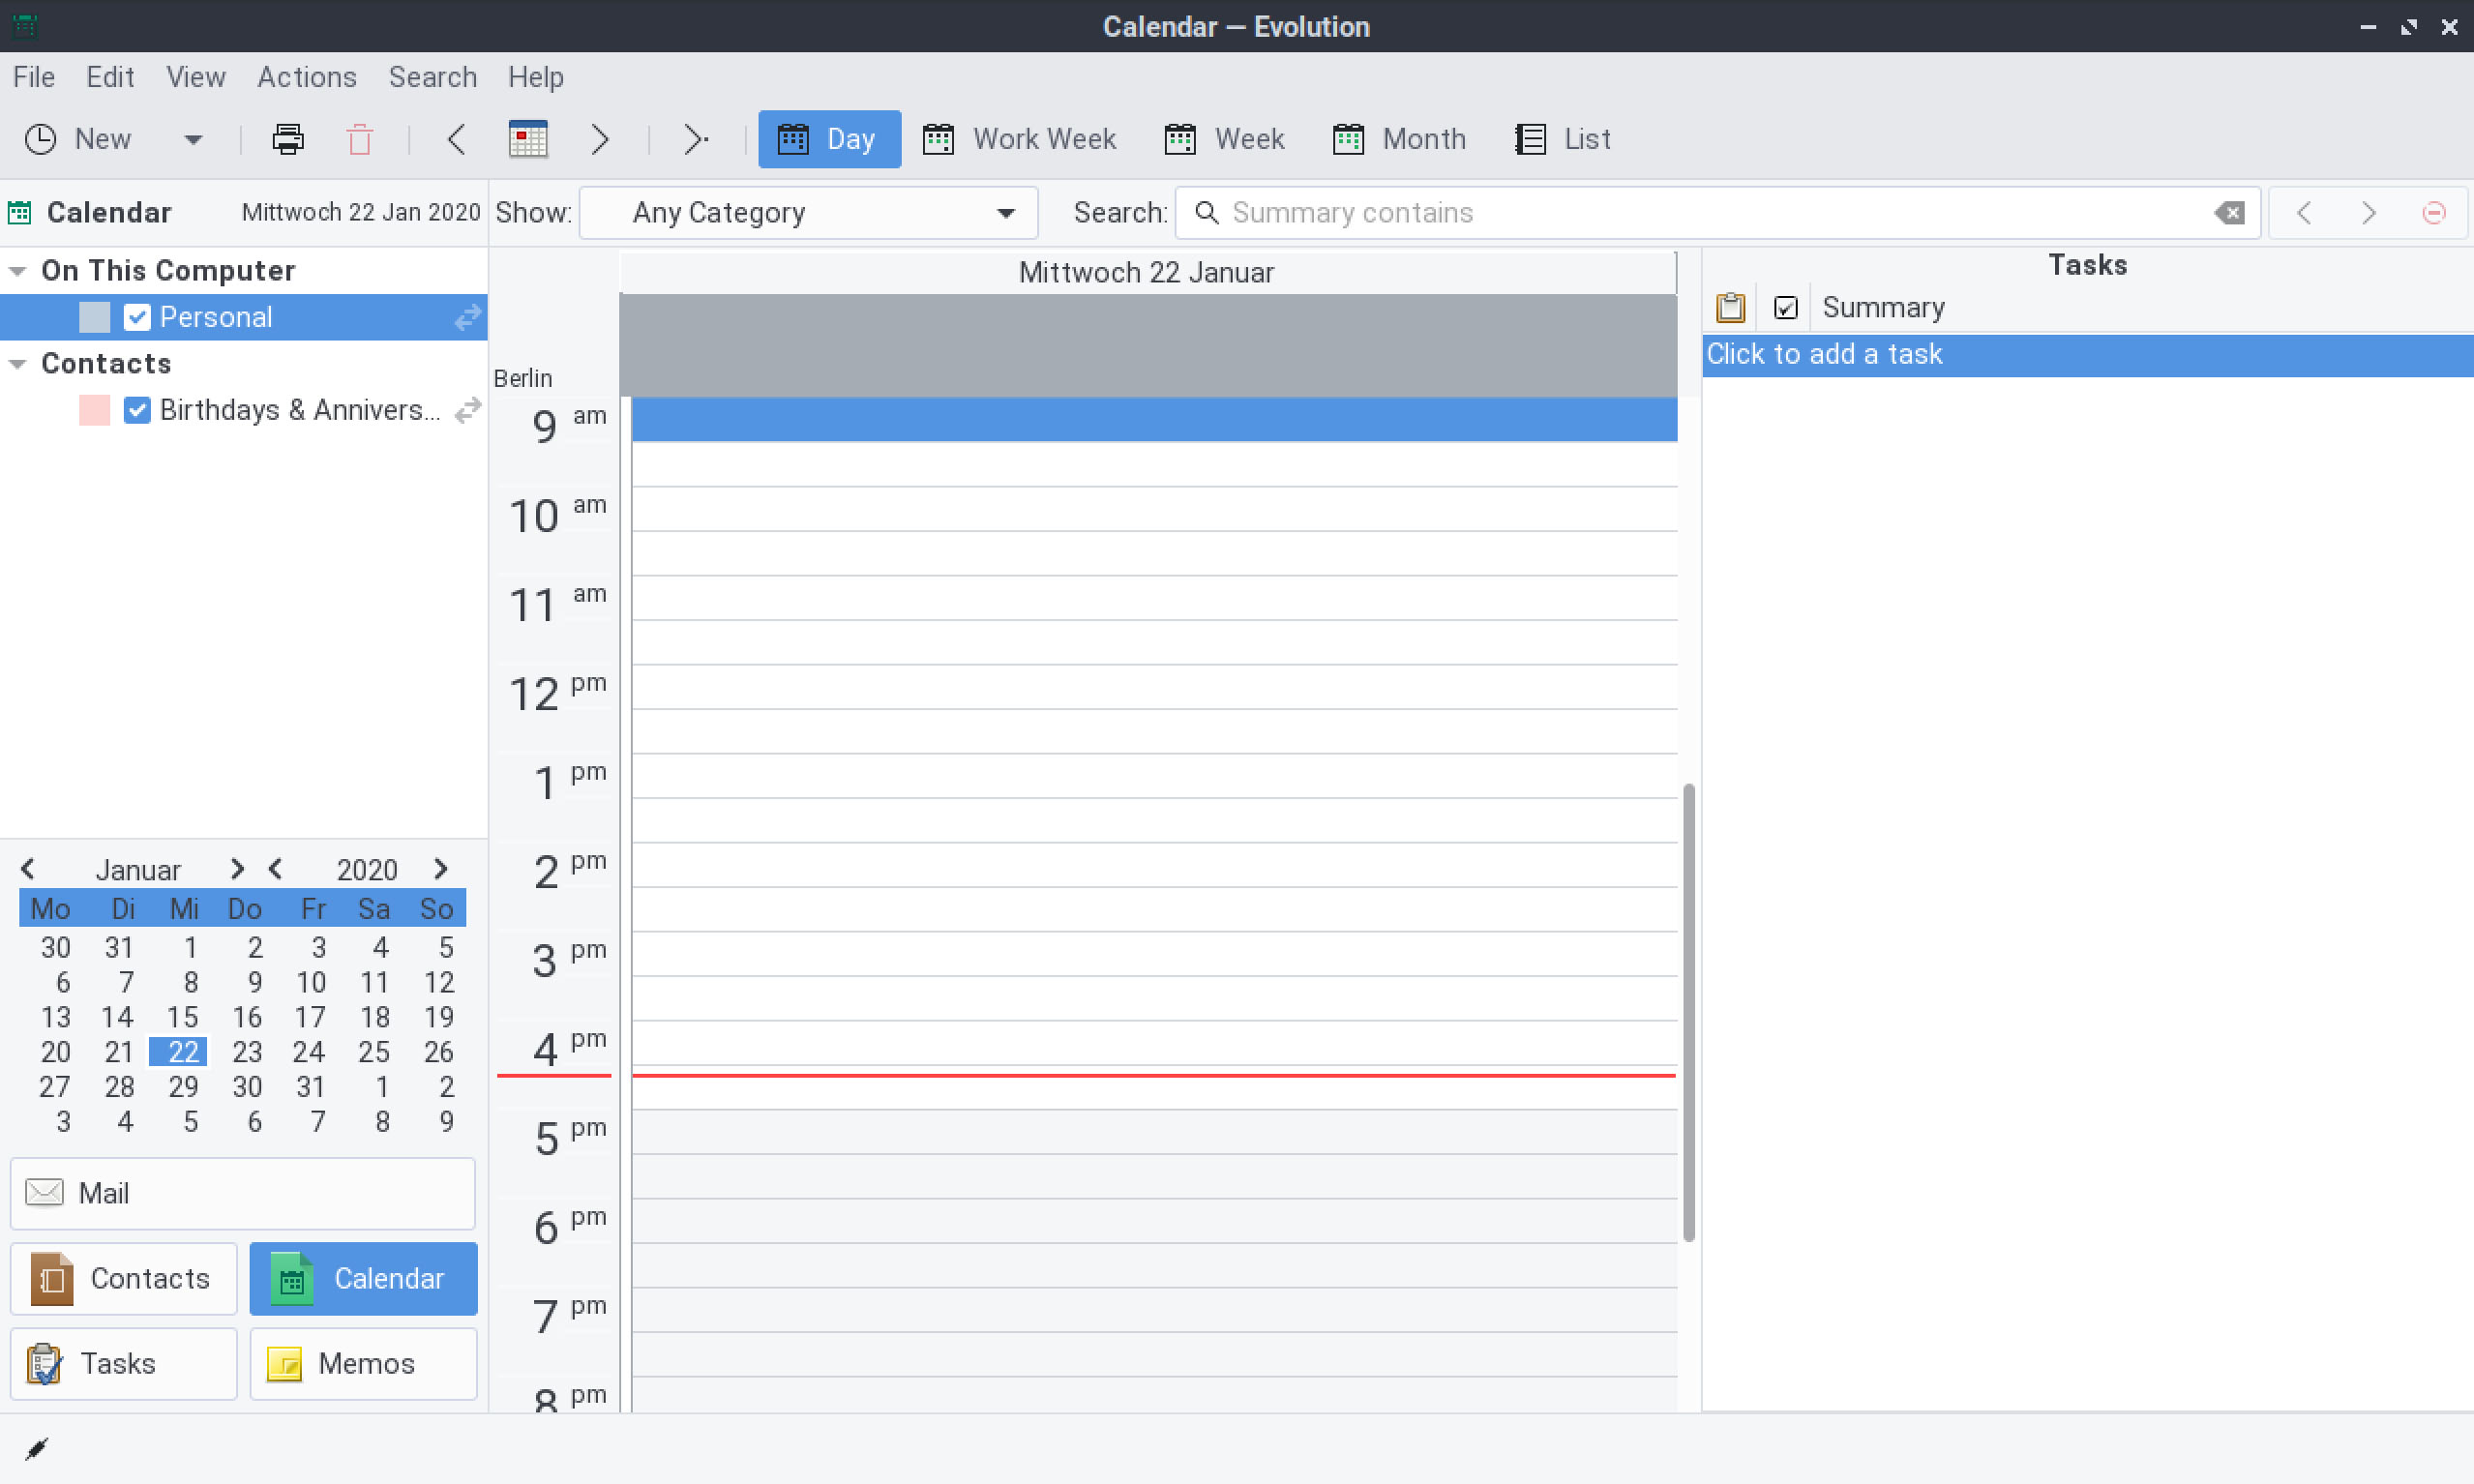 Calendar — Evolution
File Edit View Actions Search Help
New Day Work Week Week Month List
Calendar Mittwoch 22 Jan 2020 Show: Any Category Search: Summary contains
On This Computer
Personal
Contacts
Birthdays & Annivers...
Januar 2020
Mo Di Mi Do Fr Sa So
30 31 1 2 3 4 5
6 7 8 9 10 11 12
13 14 15 16 17 18 19
20 21 22 23 24 25 26
27 28 29 30 31 1 2
3 4 5 6 7 8 9
Mail
Contacts Calendar
Tasks Memos
Mittwoch 22 Januar
Berlin
9 am
10 am
11 am
12 pm
1 pm
2 pm
3 pm
4 pm
5 pm
6 pm
7 pm
8 pm
Tasks
Summary
Click to add a task